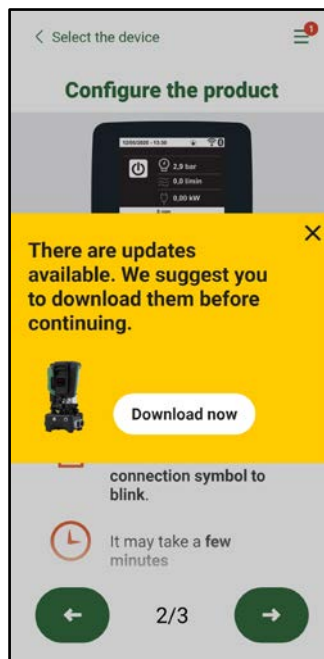 Select the device
1
Configure the product
12/05/2025 - 10:30
2,9 bar
0,0 l/min
0,00 kW
There are updates
available. We suggest you
to download them before
continuing.
Download now
connection symbol to
blink.
It may take a few
minutes
2/3